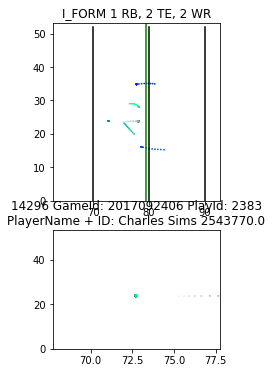 I_FORM 1 RB, 2 TE, 2 WR
50
40
30
20
10
0
70 80 90
14296 GameId: 2017092406 PlayId: 2383
PlayerName + ID: Charles Sims 2543770.0
40
20
0
70.0 72.5 75.0 77.5